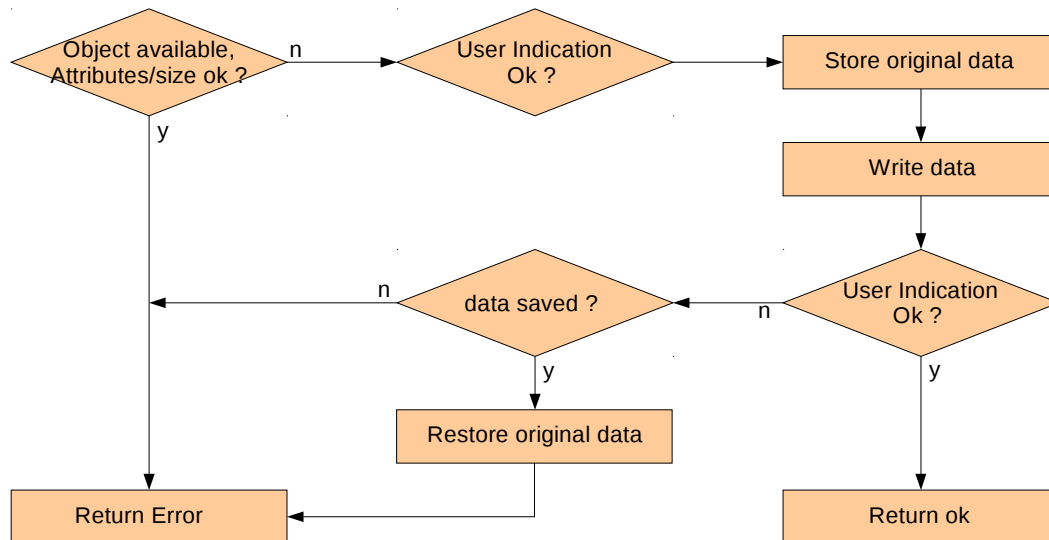 Object available,
Attributes/size ok ?
n
User Indication
Ok ?
Store original data
y
Write data
n
data saved ?
n
User Indication
Ok ?
y
y
Restore original data
Return Error
Return ok